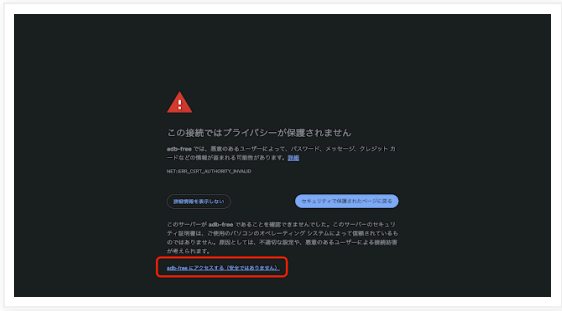 この接続ではプライバシーが保護されません
adb-free では、悪意のあるユーザーによって、パスワード、メッセージ、クレジット カ
ードなどの情報が盗まれる可能性があります。詳細
NET::ERR_CERT_AUTHORITY_INVALID
詳細情報を表示しない
セキュリティで保護されたページに戻る
このサーバーが adb-free であることを確認できませんでした。このサーバーのセキュリ
ティ証明書は、ご使用のパソコンのオペレーティング システムによって信頼されているも
のではありません。原因としては、不適切な設定や、悪意のあるユーザーによる接続妨害
が考えられます。
adb-free にアクセスする（安全ではありません）